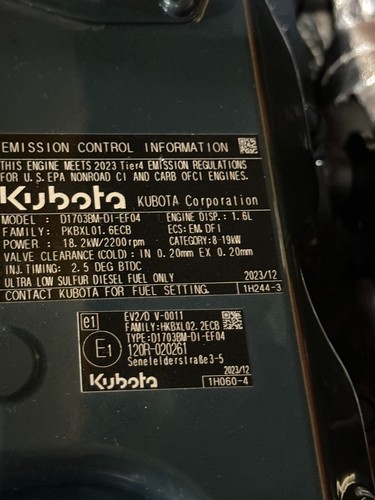 EMISSION CONTROL INFORMATION
THIS ENGINE MEETS 2023 Tier4 EMISSION REGULATIONS
FOR U.S.EPA NONROAD CI AND CARB OFCI ENGINES.
Kubota KUBOTA Corporation
MODEL : D1703BM-DI-EF04 ENGINE DISP.: 1.6L
FAMILY: PKBXL01.6ECB ECS:EM,DFI
POWER : 18.2kW/2200rpm CATEGORY:8-19kW
VALVE CLEARANCE(COLD): IN 0.20mm EX 0.20mm
INJ.TIMING: 2.5 DEG BTDC
ULTRA LOW SULFUR DIESEL FUEL ONLY 2023/12
CONTACT KUBOTA FOR FUEL SETTING. 1H244-3
e1 EV2/D V-0011
FAMILY:HKBXL02.2ECB
TYPE:D1703BM-DI-EF04
E1 120R-020261
Senefelderstraße3-5
2023/12
Kubota 1H060-4